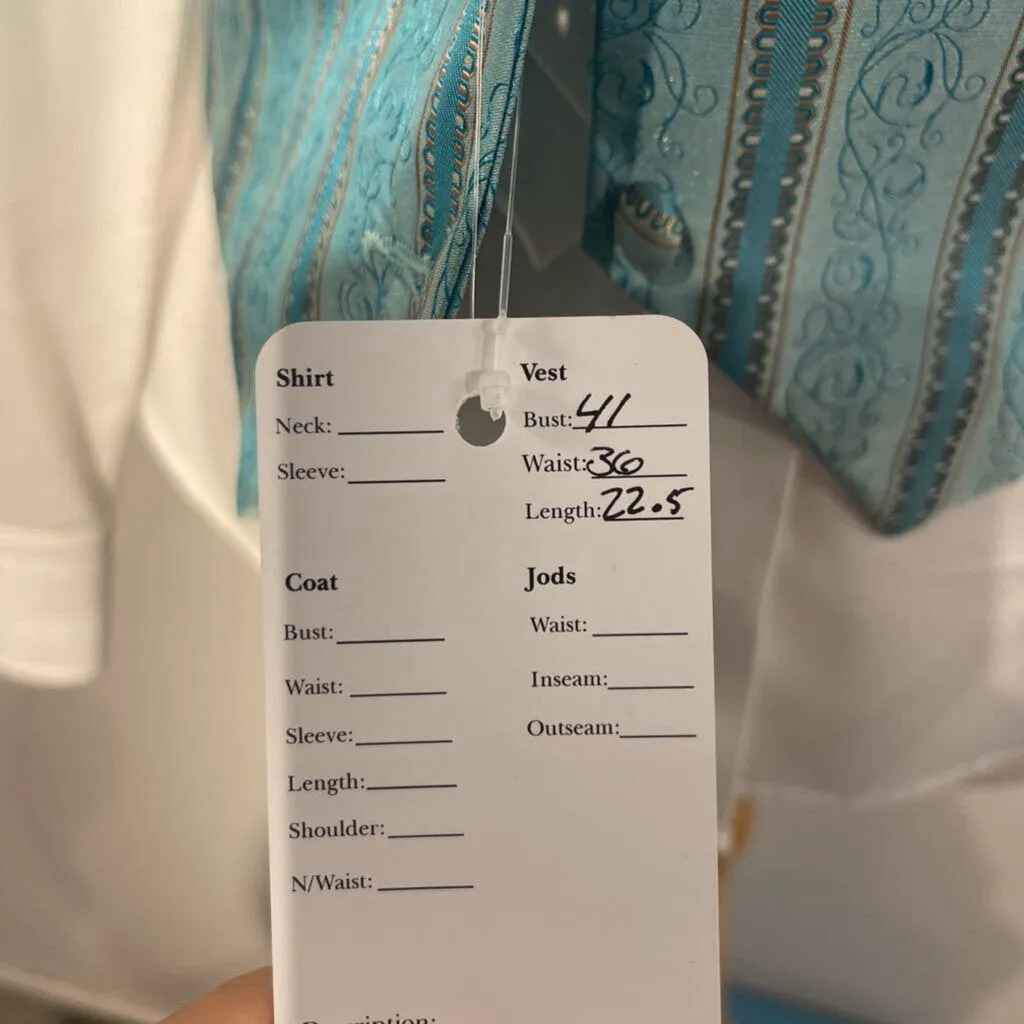 Shirt
Neck:
Sleeve:
Vest
Bust: 41
Waist: 36
Length: 22.5
Coat
Bust:
Waist:
Sleeve:
Length:
Shoulder:
N/Waist:
Jods
Waist:
Inseam:
Outseam:
Description: